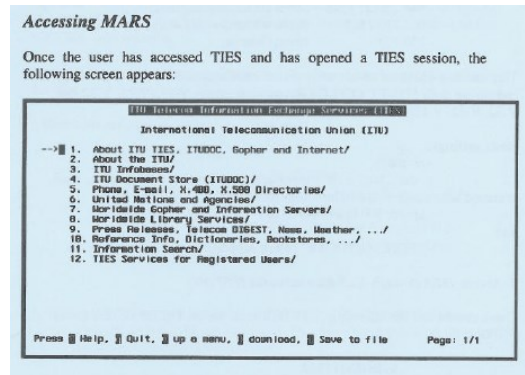 Accessing MARS
Once the user has accessed TIES and has opened a TIES session, the
following screen appears:
ITU Telecom Information Exchange Services (TIES)
International Telecommunication Union (ITU)
--> 1. About ITU TIES, ITUDOC, Gopher and Internet/
2. About the ITU/
3. ITU Infobases/
4. ITU Document Store (ITUDOC)/
5. Phone, E-mail, X.400, X.500 Directories/
6. United Nations and Agencies/
7. Worldwide Gopher and Information Servers/
8. Worldwide Library Services/
9. Press Releases, Telecom DIGEST, News, Weather, .../
10. Reference Info, Dictionaries, Bookstores, .../
11. Information Search/
12. TIES Services for Registered Users/
Press Help, Quit, up a menu, download, Save to file Page: 1/1